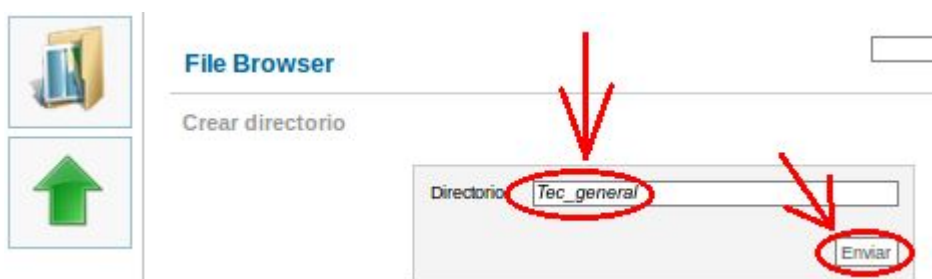 File Browser
Crear directorio
Directorio Tec_general
Enviar